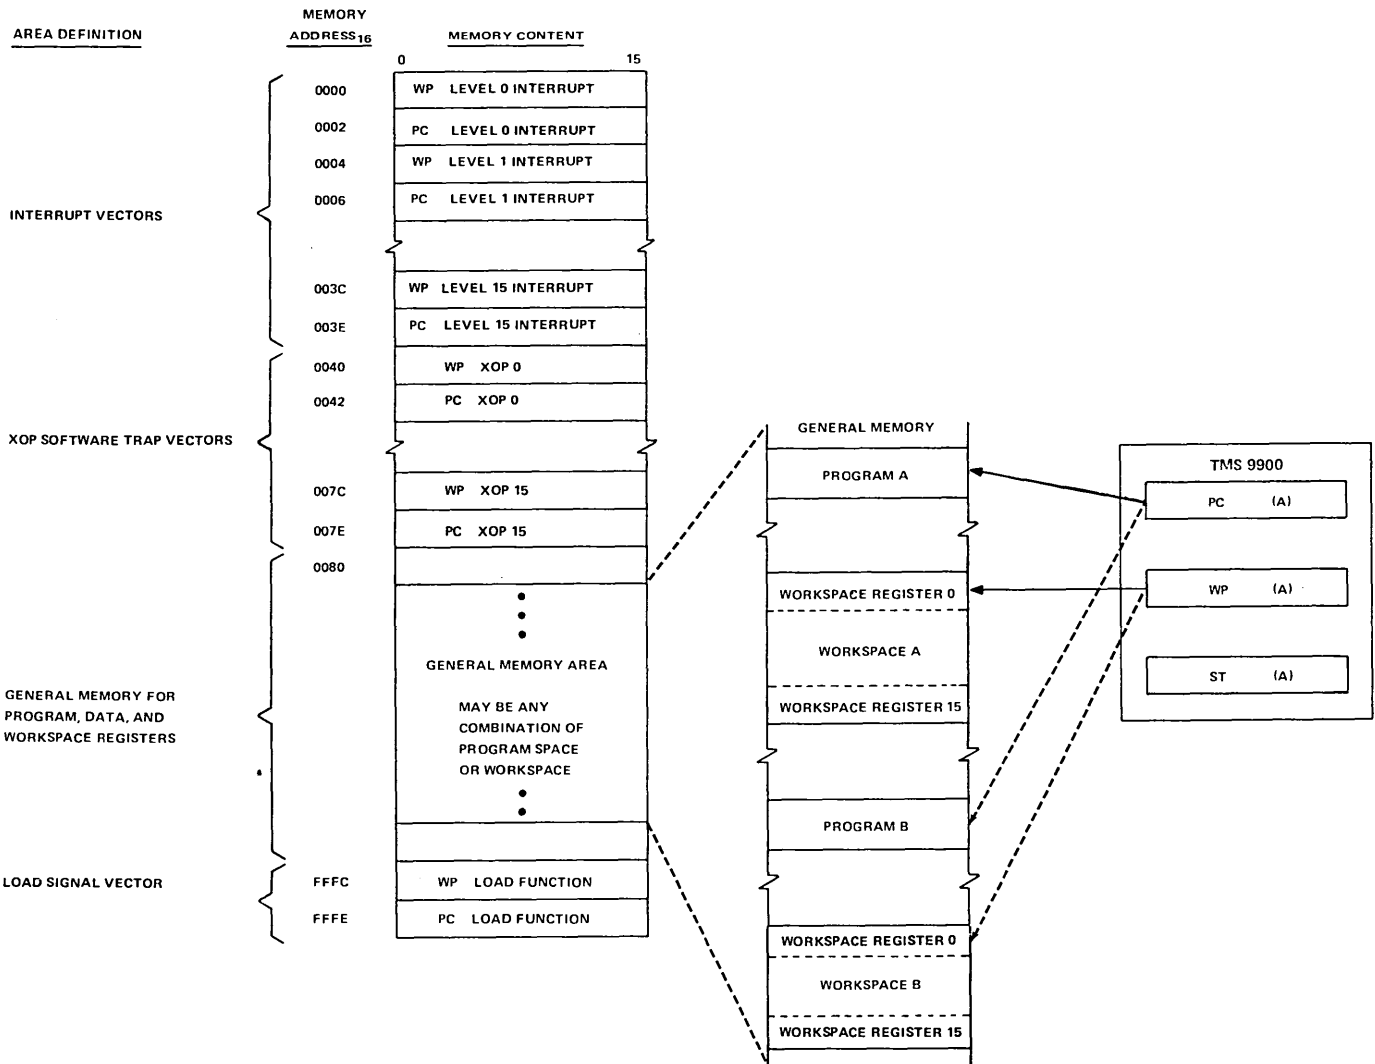 AREA DEFINITION
MEMORY
ADDRESS16
MEMORY CONTENT
0 15
0000 WP LEVEL 0 INTERRUPT
0002 PC LEVEL 0 INTERRUPT
0004 WP LEVEL 1 INTERRUPT
0006 PC LEVEL 1 INTERRUPT
INTERRUPT VECTORS
003C WP LEVEL 15 INTERRUPT
003E PC LEVEL 15 INTERRUPT
0040 WP XOP 0
0042 PC XOP 0
XOP SOFTWARE TRAP VECTORS
007C WP XOP 15
007E PC XOP 15
0080
GENERAL MEMORY AREA
MAY BE ANY
COMBINATION OF
PROGRAM SPACE
OR WORKSPACE
GENERAL MEMORY FOR
PROGRAM, DATA, AND
WORKSPACE REGISTERS
LOAD SIGNAL VECTOR
FFFC WP LOAD FUNCTION
FFFE PC LOAD FUNCTION
GENERAL MEMORY
PROGRAM A
WORKSPACE REGISTER 0
WORKSPACE A
WORKSPACE REGISTER 15
PROGRAM B
WORKSPACE REGISTER 0
WORKSPACE B
WORKSPACE REGISTER 15
TMS 9900
PC (A)
WP (A)
ST (A)